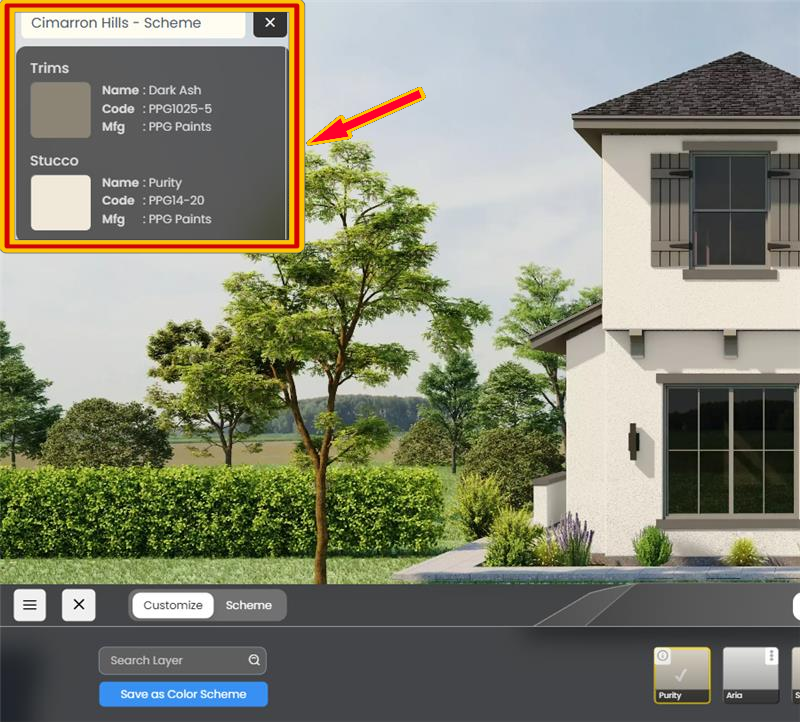 Cimarron Hills - Scheme
Trims
Name : Dark Ash
Code : PPG1025-5
Mfg : PPG Paints
Stucco
Name : Purity
Code : PPG14-20
Mfg : PPG Paints
Customize
Scheme
Search Layer
Save as Color Scheme
Purity
Aria